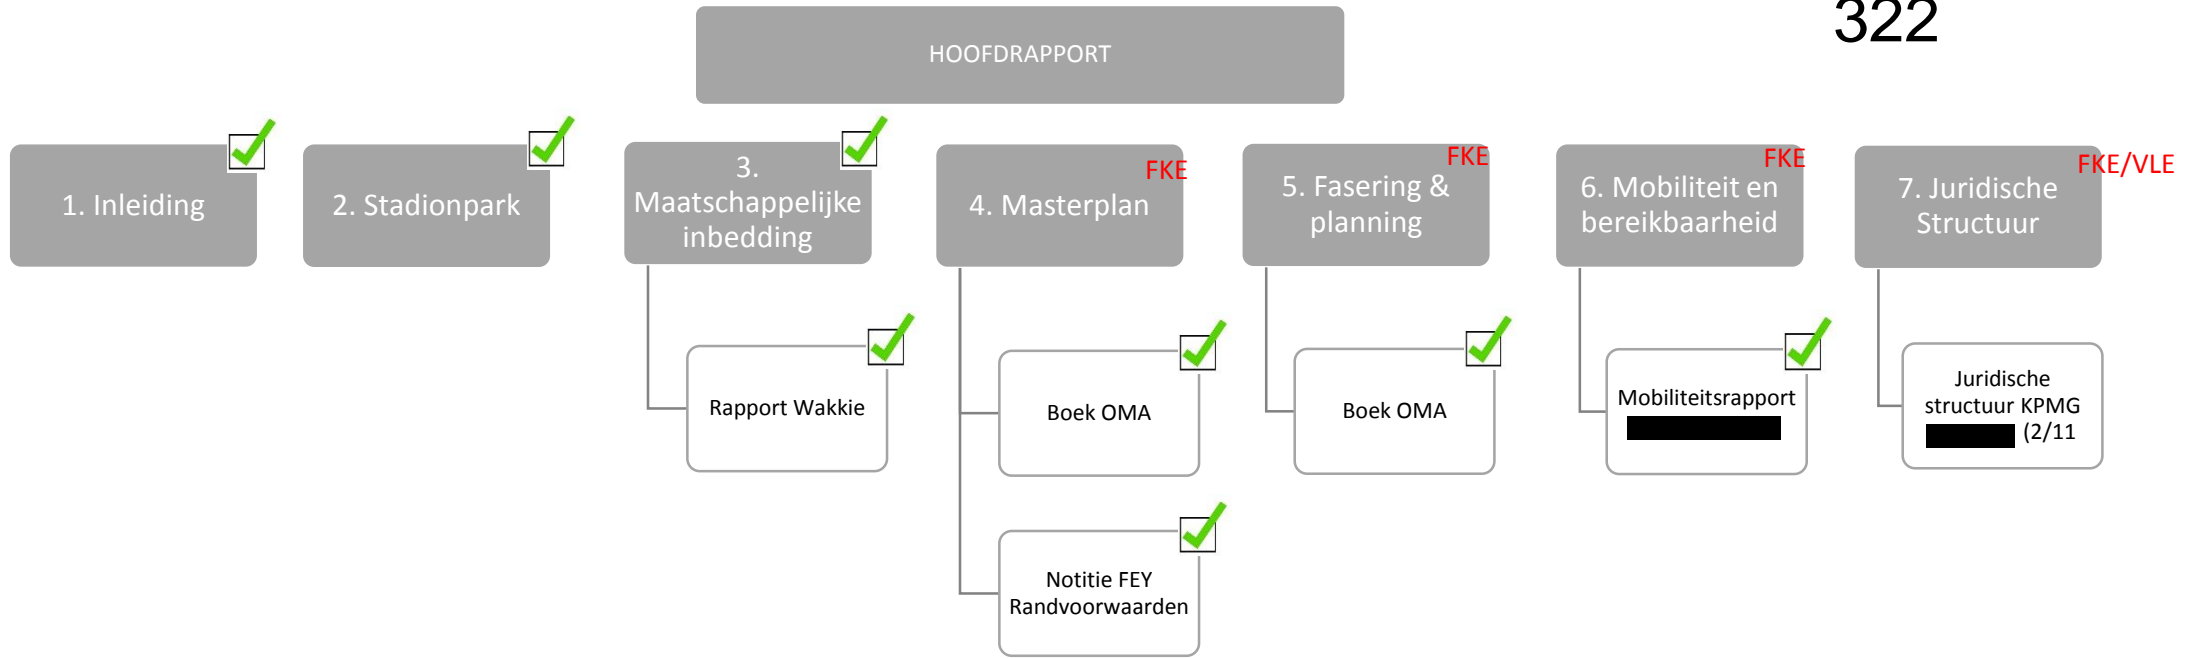 322
HOOFDRAPPORT
1. Inleiding
2. Stadionpark
3.
Maatschappelijke
inbedding
FKE
4. Masterplan
FKE
5. Fasering &
planning
FKE
6. Mobiliteit en
bereikbaarheid
FKE/VLE
7. Juridische
Structuur
Rapport Wakkie
Boek OMA
Boek OMA
Mobiliteitsrapport
Juridische
structuur KPMG
(2/11
Notitie FEY
Randvoorwaarden